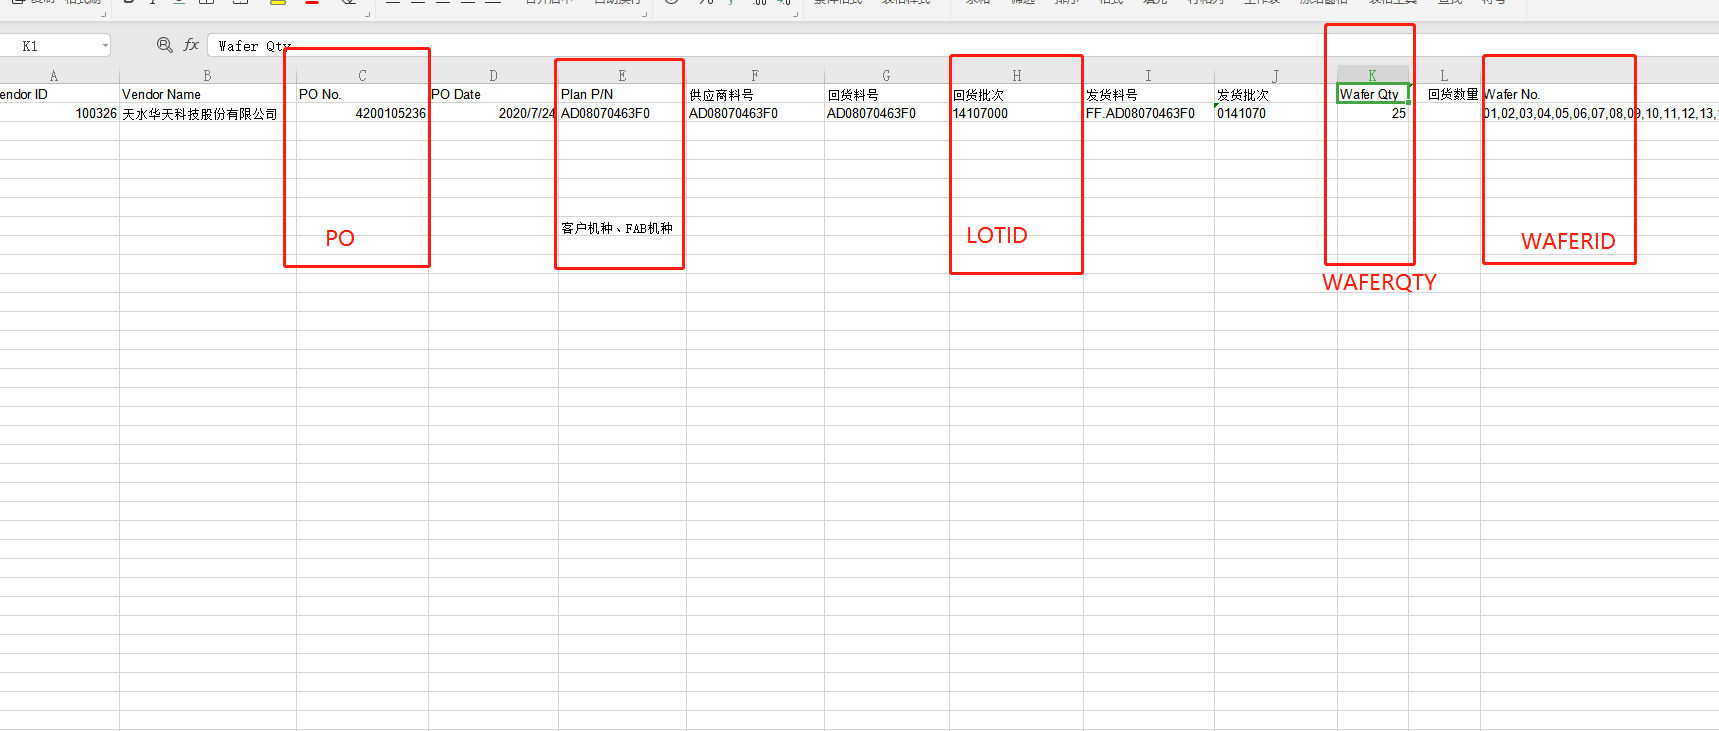 K1 fx Wafer Qty
A B C D E F G H I J K L
endor ID Vendor Name PO No. PO Date Plan P/N 供应商料号 回货料号 回货批次 发货料号 发货批次 Wafer Qty 回货数量 Wafer No.
100326 天水华天科技股份有限公司 4200105236 2020/7/24 AD08070463F0 AD08070463F0 AD08070463F0 14107000 FF.AD08070463F0 0141070 25 01,02,03,04,05,06,07,08,09,10,11,12,13,
客户机种、FAB机种
PO
LOTID
WAFERID
WAFERQTY